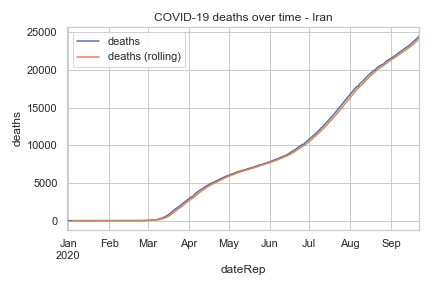 COVID-19 deaths over time - Iran
deaths
deaths (rolling)
25000
20000
15000
10000
5000
0
deaths
Jan Feb Mar Apr May Jun Jul Aug Sep
2020
dateRep